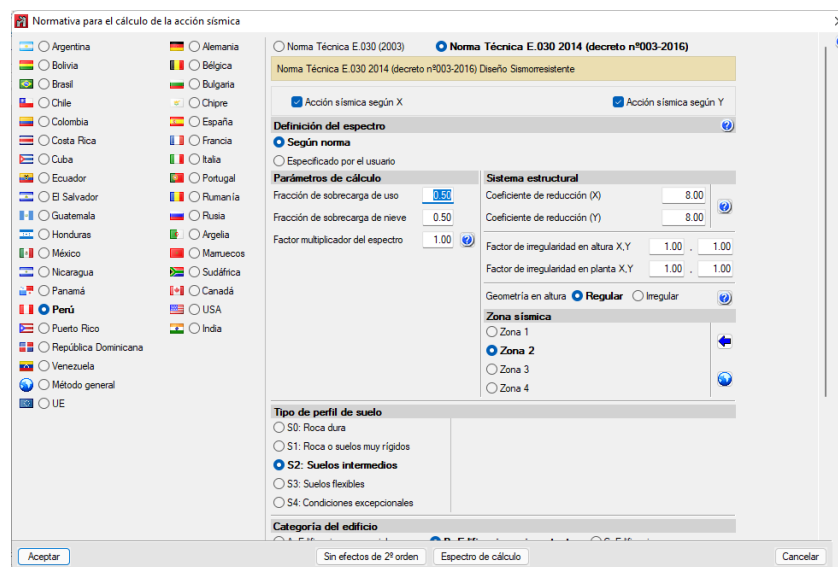 Normativa para el cálculo de la acción sísmica
Argentina
Bolivia
Brasil
Chile
Colombia
Costa Rica
Cuba
Ecuador
El Salvador
Guatemala
Honduras
México
Nicaragua
Panamá
Perú
Puerto Rico
República Dominicana
Venezuela
Método general
UE
Alemania
Bélgica
Bulgaria
Chipre
España
Francia
Italia
Portugal
Rumanía
Rusia
Argelia
Marruecos
Sudáfrica
Canadá
USA
India
Norma Técnica E.030 (2003) Norma Técnica E.030 2014 (decreto nº003-2016)
Norma Técnica E.030 2014 (decreto nº003-2016) Diseño Sismorresistente
Acción sísmica según X Acción sísmica según Y
Definición del espectro
Según norma
Especificado por el usuario
Parámetros de cálculo
Fracción de sobrecarga de uso 0.50
Fracción de sobrecarga de nieve 0.50
Factor multiplicador del espectro 1.00
Sistema estructural
Coeficiente de reducción (X) 8.00
Coeficiente de reducción (Y) 8.00
Factor de irregularidad en altura X,Y 1.00 , 1.00
Factor de irregularidad en planta X,Y 1.00 , 1.00
Geometría en altura Regular Irregular
Zona sísmica
Zona 1
Zona 2
Zona 3
Zona 4
Tipo de perfil de suelo
S0: Roca dura
S1: Roca o suelos muy rígidos
S2: Suelos intermedios
S3: Suelos flexibles
S4: Condiciones excepcionales
Categoría del edificio
Aceptar Sin efectos de 2º orden Espectro de cálculo Cancelar